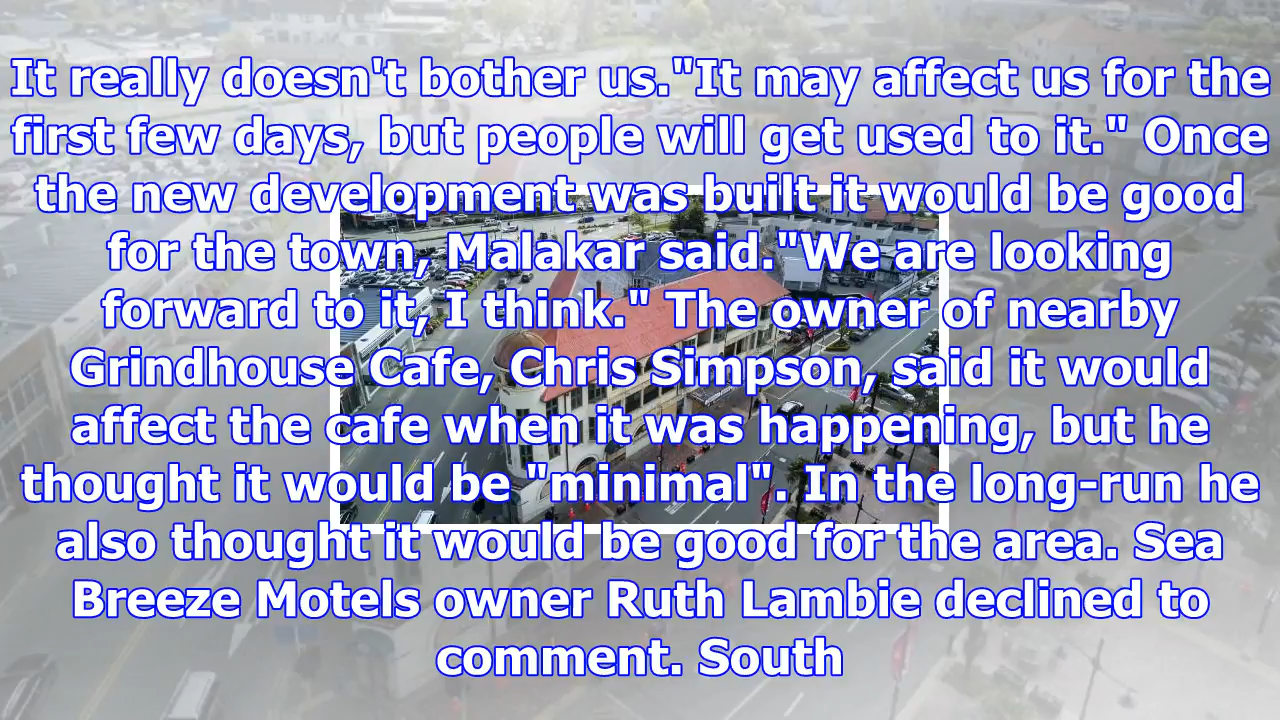 It really doesn't bother us."It may affect us for the
first few days, but people will get used to it." Once
the new development was built it would be good
for the town, Malakar said."We are looking
forward to it, I think." The owner of nearby
Grindhouse Cafe, Chris Simpson, said it would
affect the cafe when it was happening, but he
thought it would be "minimal". In the long-run he
also thought it would be good for the area. Sea
Breeze Motels owner Ruth Lambie declined to
comment. South